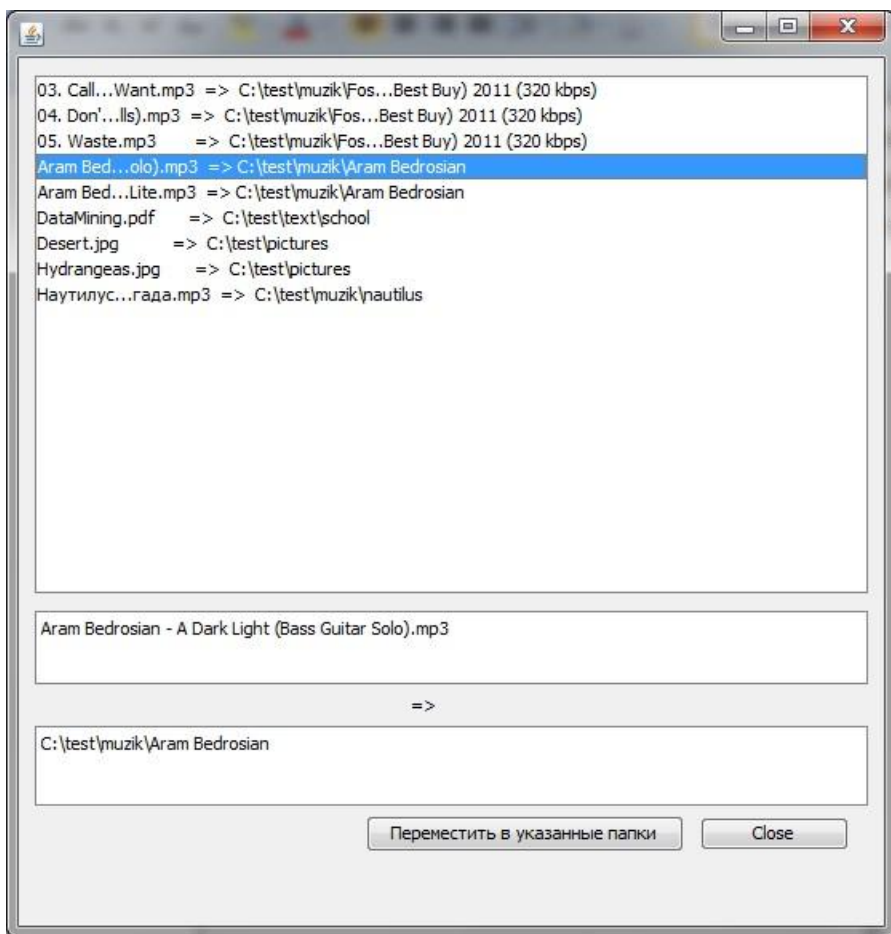 03. Call...Want.mp3 => C:\test\muzik\Fos...Best Buy) 2011 (320 kbps)
04. Don'...lls).mp3 => C:\test\muzik\Fos...Best Buy) 2011 (320 kbps)
05. Waste.mp3 => C:\test\muzik\Fos...Best Buy) 2011 (320 kbps)
Aram Bed...olo).mp3 => C:\test\muzik\Aram Bedrosian
Aram Bed...Lite.mp3 => C:\test\muzik\Aram Bedrosian
DataMining.pdf => C:\test\text\school
Desert.jpg => C:\test\pictures
Hydrangeas.jpg => C:\test\pictures
Наутилус...гада.mp3 => C:\test\muzik\nautilus
Aram Bedrosian - A Dark Light (Bass Guitar Solo).mp3
=>
C:\test\muzik\Aram Bedrosian
Переместить в указанные папки Close